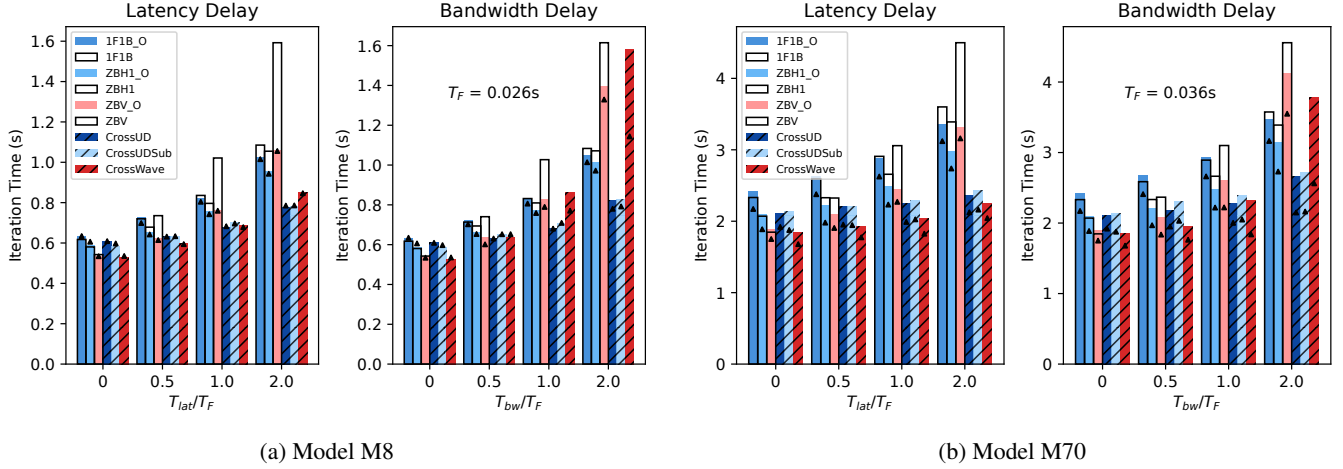 Latency Delay
Iteration Time (s)
1.6
1.4
1.2
1.0
0.8
0.6
0.4
0.2
0.0
1F1B_O
1F1B
ZBH1_O
ZBH1
ZBV_O
ZBV
CrossUD
CrossUDSub
CrossWave
0 0.5 1.0 2.0
T_lat/T_F
Bandwidth Delay
Iteration Time (s)
1.6
1.4
1.2
1.0
0.8
0.6
0.4
0.2
0.0
T_F = 0.026s
0 0.5 1.0 2.0
T_bw/T_F
(a) Model M8
Latency Delay
Iteration Time (s)
4
3
2
1
0
1F1B_O
1F1B
ZBH1_O
ZBH1
ZBV_O
ZBV
CrossUD
CrossUDSub
CrossWave
0 0.5 1.0 2.0
T_lat/T_F
Bandwidth Delay
Iteration Time (s)
4
3
2
1
0
T_F = 0.036s
0 0.5 1.0 2.0
T_bw/T_F
(b) Model M70